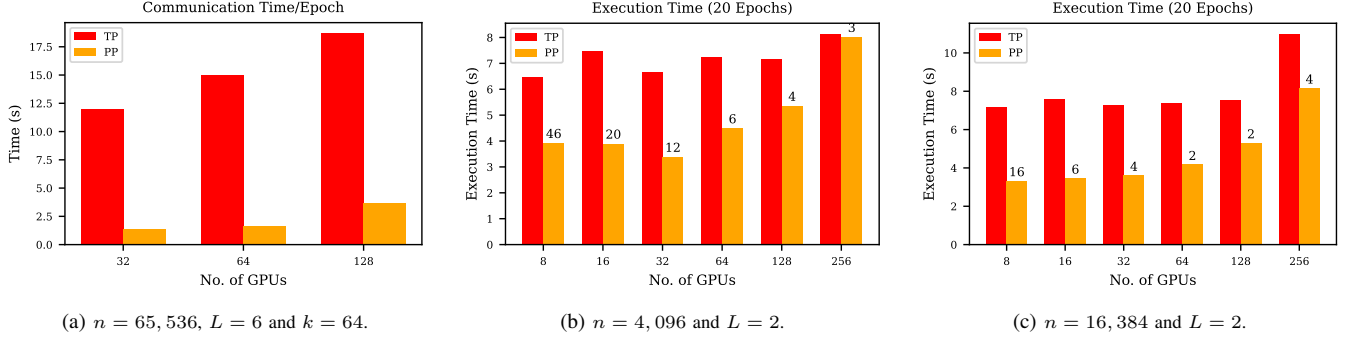 Communication Time/Epoch
TP
PP
17.5
15.0
12.5
10.0
7.5
5.0
2.5
0.0
Time (s)
32
64
128
No. of GPUs
(a) n = 65, 536, L = 6 and k = 64.
Execution Time (20 Epochs)
TP
PP
8
7
6
5
4
3
2
1
0
Execution Time (s)
46
20
12
6
4
3
8
16
32
64
128
256
No. of GPUs
(b) n = 4, 096 and L = 2.
Execution Time (20 Epochs)
TP
PP
10
8
6
4
2
0
Execution Time (s)
16
6
4
2
2
4
8
16
32
64
128
256
No. of GPUs
(c) n = 16, 384 and L = 2.